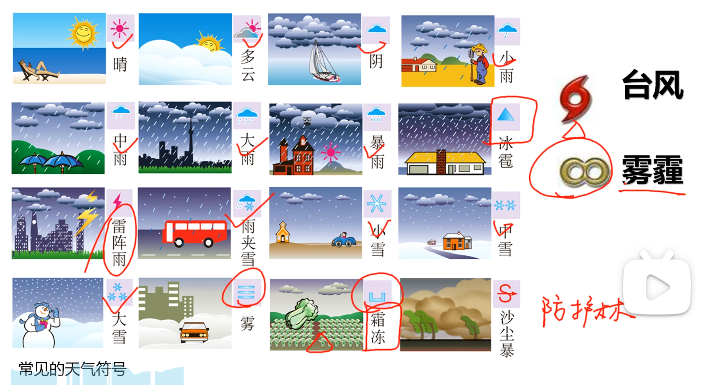 晴
多云
阴
小雨
台风
中雨
大雨
暴雨
冰雹
雾霾
雷阵雨
雨夹雪
小雪
中雪
大雪
雾
霜冻
沙尘暴
防护林
常见的天气符号